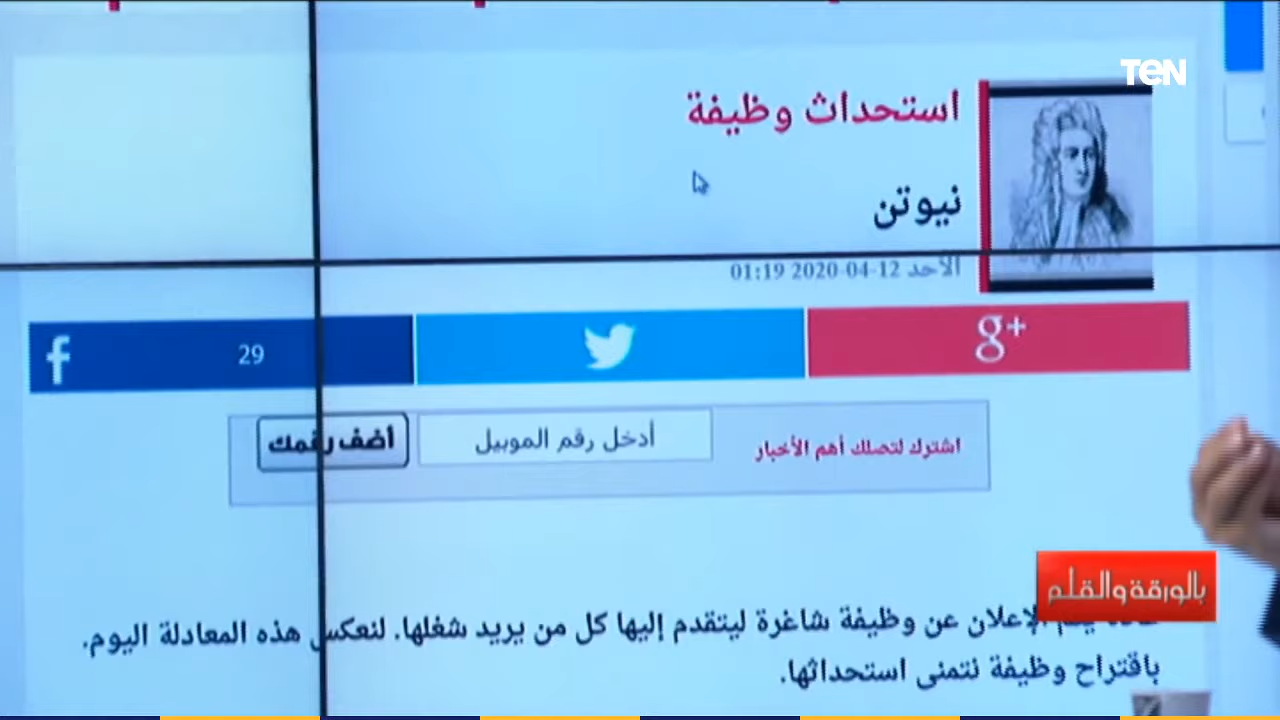 TEN
استحداث وظيفة
نيوتن
الأحد 12-04-2020 01:19
f 29
g+
اشترك لتصلك أهم الأخبار أدخل رقم الموبيل أضف رقمك
بالورقة والقلم
الإعلان عن وظيفة شاغرة ليتقدم إليها كل من يريد شغلها. لنعكس هذه المعادلة اليوم.
باقتراح وظيفة نتمنى استحداثها.